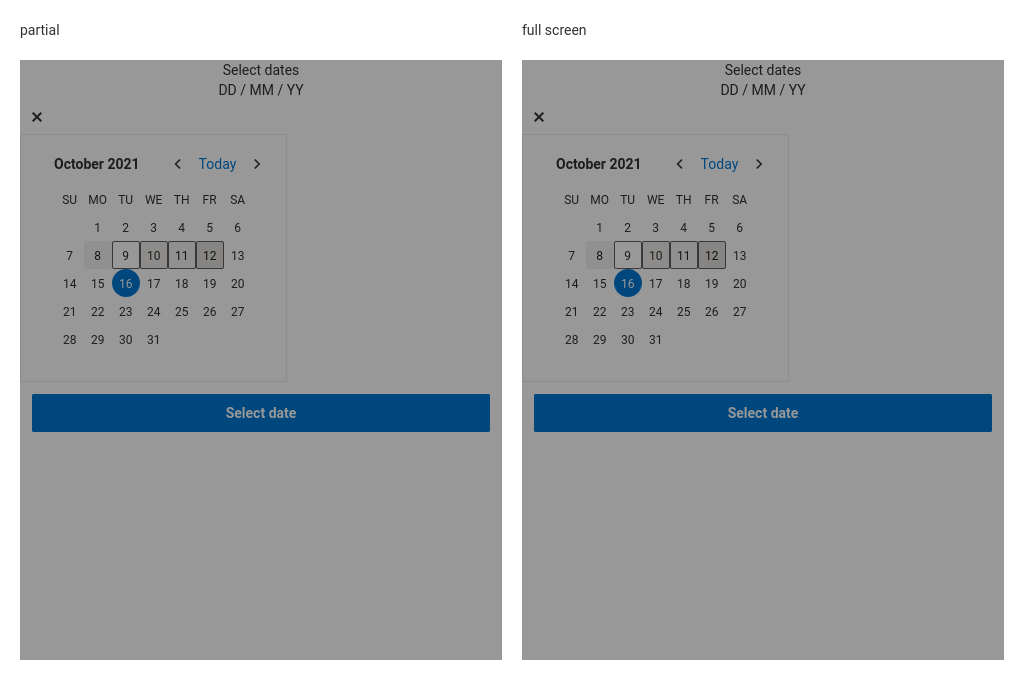 partial
Select dates
DD / MM / YY
×
October 2021 Today
SU MO TU WE TH FR SA
1 2 3 4 5 6
7 8 9 10 11 12 13
14 15 16 17 18 19 20
21 22 23 24 25 26 27
28 29 30 31
Select date
full screen
Select dates
DD / MM / YY
×
October 2021 Today
SU MO TU WE TH FR SA
1 2 3 4 5 6
7 8 9 10 11 12 13
14 15 16 17 18 19 20
21 22 23 24 25 26 27
28 29 30 31
Select date